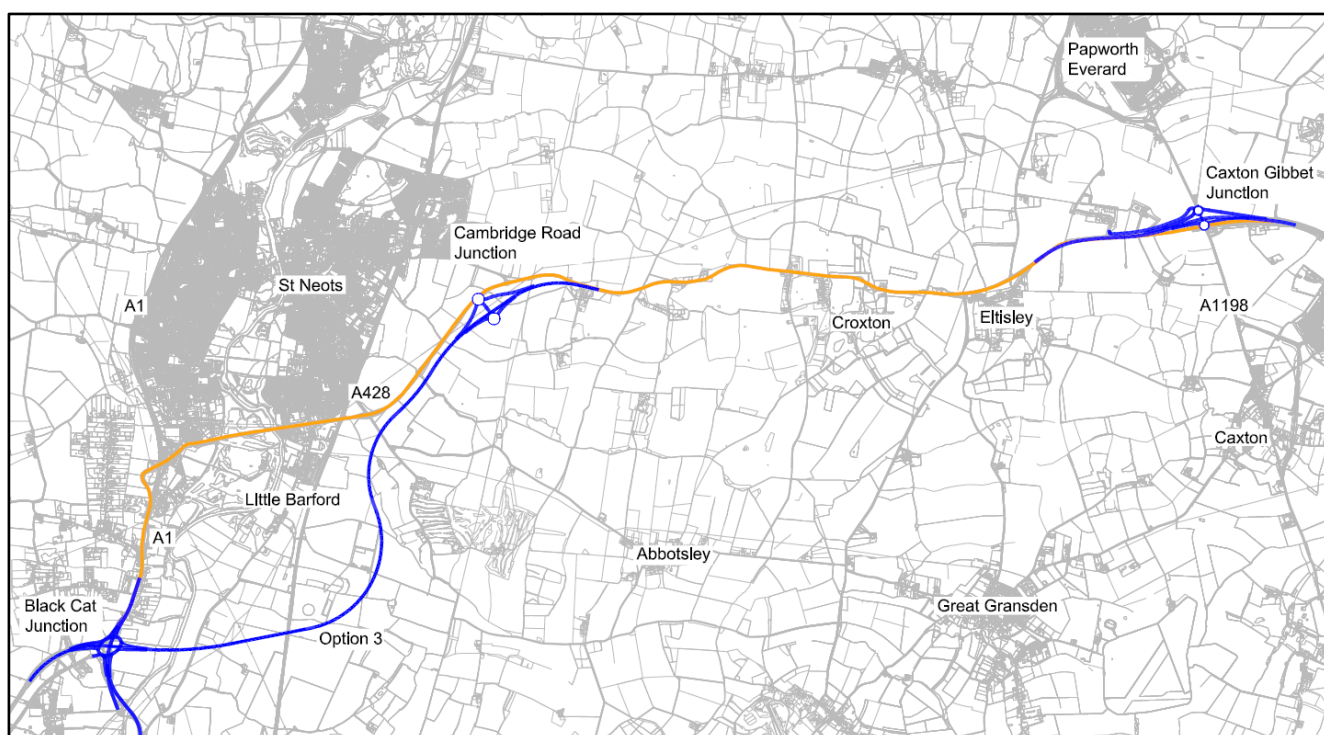 Papworth
Everard
Caxton Gibbet
Junction
Cambridge Road
Junction
St Neots
A1
A1198
Eltisley
Croxton
A428
Caxton
LIttle Barford
A1
Abbotsley
Black Cat
Junction
Great Gransden
Option 3